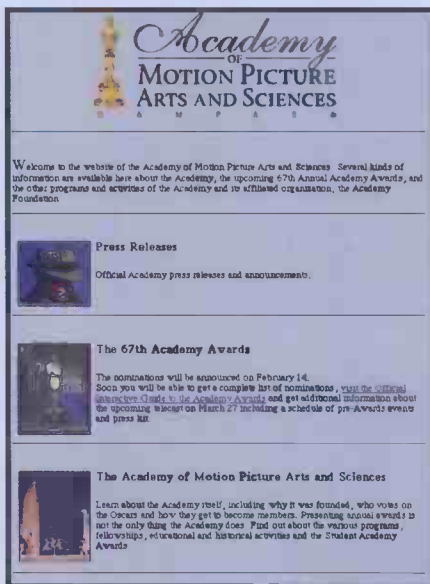 Academy
OF
MOTION PICTURE
ARTS AND SCIENCES
A M P A S
Welcome to the website of the Academy of Motion Picture Arts and Sciences. Several kinds of
information are available here about the Academy, the upcoming 67th Annual Academy Awards, and
the other programs and activities of the Academy and its affiliated organization, the Academy
Foundation
Press Releases
Official Academy press releases and announcements.
The 67th Academy Awards
The nominations will be announced on February 14.
Soon you will be able to get a complete list of nominations, visit the Official
Interactive Guide to the Academy Awards and get additional information about
the upcoming telecast on March 27 including a schedule of pre-Awards events
and press kit.
The Academy of Motion Picture Arts and Sciences
Learn about the Academy itself, including why it was founded, who votes on
the Oscars and how they get to become members. Presenting annual awards is
not the only thing the Academy does. Find out about the various programs,
fellowships, educational and historical activities and the Student Academy
Awards